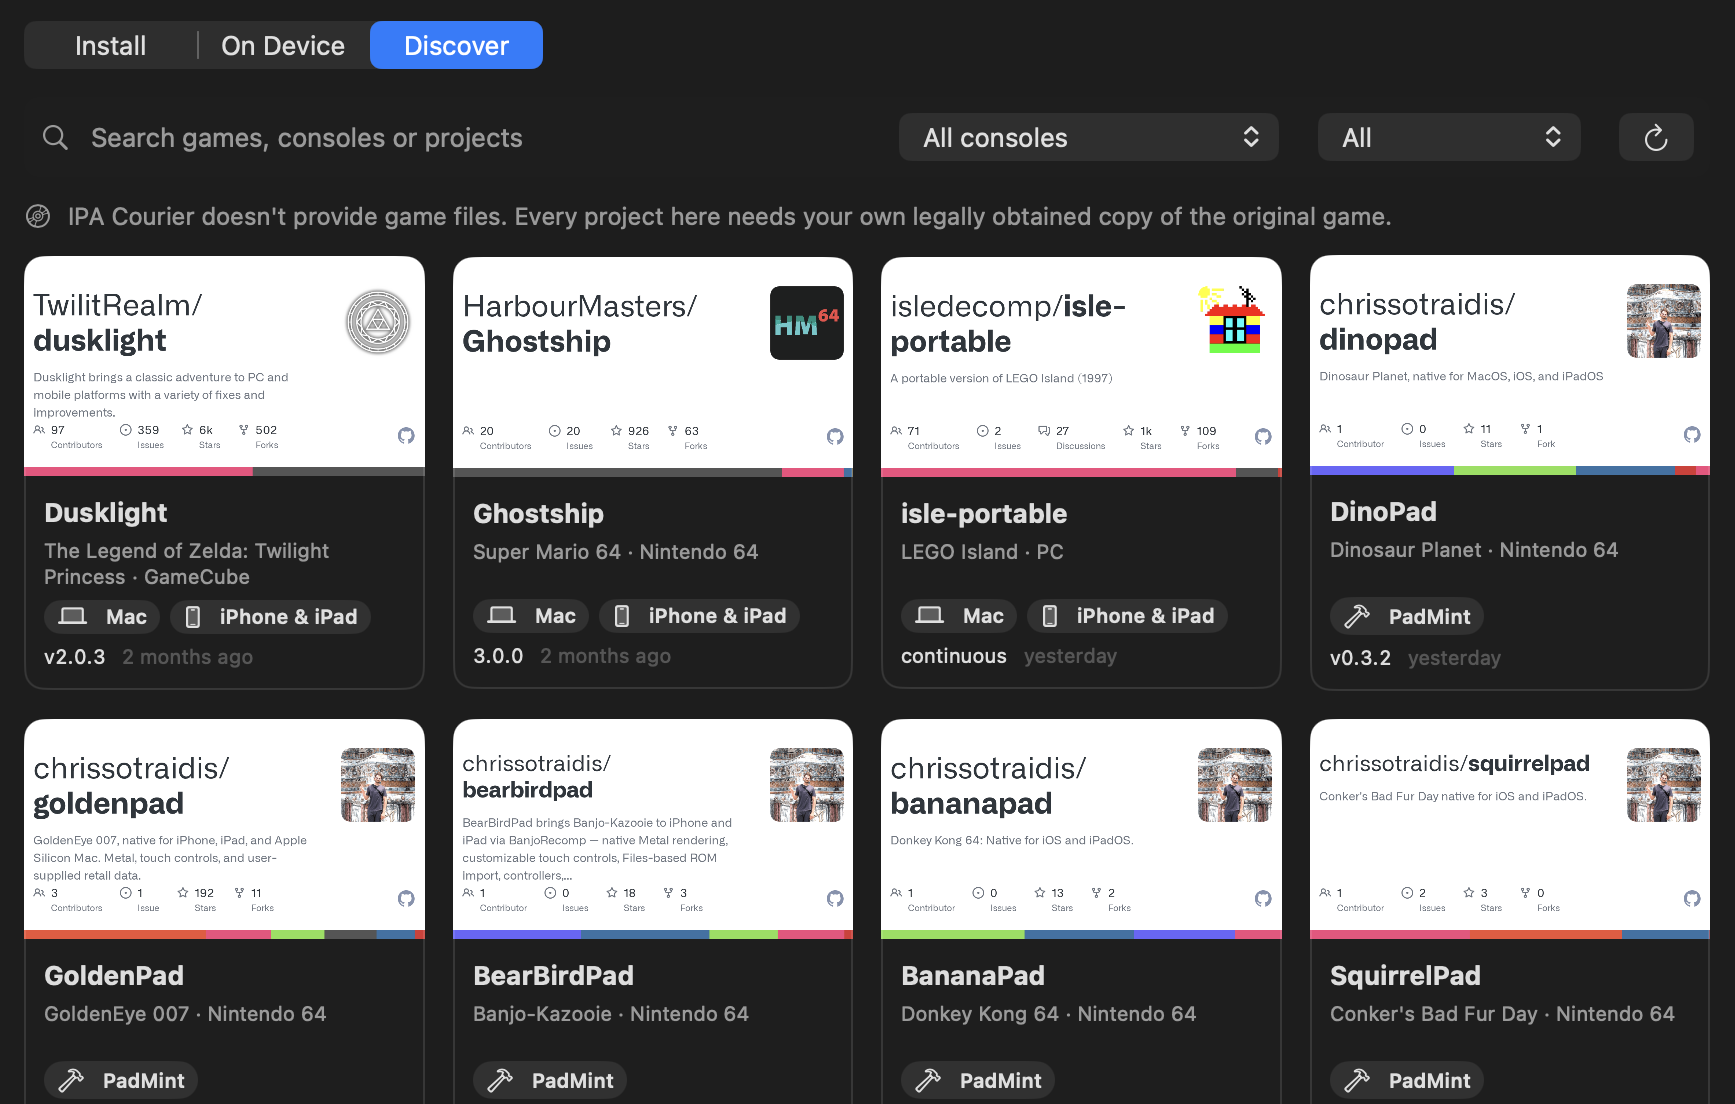 Install
On Device
Discover
Search games, consoles or projects
All consoles
All
IPA Courier doesn't provide game files. Every project here needs your own legally obtained copy of the original game.
TwilitRealm/
dusklight
Dusklight brings a classic adventure to PC and
mobile platforms with a variety of fixes and
improvements.
97 Contributors
359 Issues
6k Stars
502 Forks
Dusklight
The Legend of Zelda: Twilight
Princess · GameCube
Mac
iPhone & iPad
v2.0.3 2 months ago
HarbourMasters/
Ghostship
HM64
20 Contributors
20 Issues
926 Stars
63 Forks
Ghostship
Super Mario 64 · Nintendo 64
Mac
iPhone & iPad
3.0.0 2 months ago
isledecomp/isle-
portable
A portable version of LEGO Island (1997)
71 Contributors
2 Issues
27 Discussions
1k Stars
109 Forks
isle-portable
LEGO Island · PC
Mac
iPhone & iPad
continuous yesterday
chrissotraidis/
dinopad
Dinosaur Planet, native for MacOS, iOS, and iPadOS
1 Contributor
0 Issues
11 Stars
1 Fork
DinoPad
Dinosaur Planet · Nintendo 64
PadMint
v0.3.2 yesterday
chrissotraidis/
goldenpad
GoldenEye 007, native for iPhone, iPad, and Apple
Silicon Mac. Metal, touch controls, and user-
supplied retail data.
3 Contributors
1 Issue
192 Stars
11 Forks
GoldenPad
GoldenEye 007 · Nintendo 64
PadMint
chrissotraidis/
bearbirdpad
BearBirdPad brings Banjo-Kazooie to iPhone and
iPad via BanjoRecomp — native Metal rendering,
customizable touch controls, Files-based ROM
import, controllers,...
1 Contributor
0 Issues
18 Stars
3 Forks
BearBirdPad
Banjo-Kazooie · Nintendo 64
PadMint
chrissotraidis/
bananapad
Donkey Kong 64: Native for iOS and iPadOS.
1 Contributor
0 Issues
13 Stars
2 Forks
BananaPad
Donkey Kong 64 · Nintendo 64
PadMint
chrissotraidis/squirrelpad
Conker's Bad Fur Day native for iOS and iPadOS.
1 Contributor
2 Issues
3 Stars
0 Forks
SquirrelPad
Conker's Bad Fur Day · Nintendo 64
PadMint